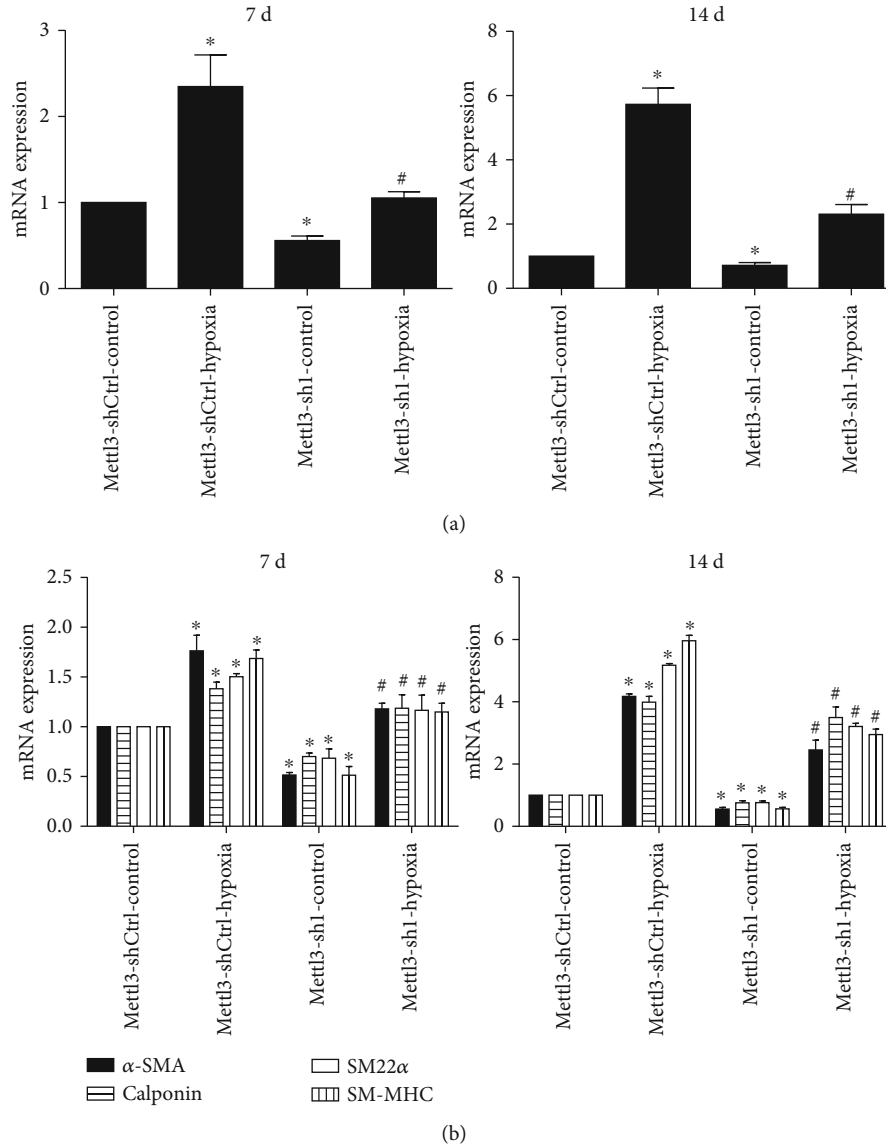 7 d
3
2
1
0
mRNA expression
*
*
#
Mettl3-shCtrl-control
Mettl3-shCtrl-hypoxia
Mettl3-sh1-control
Mettl3-sh1-hypoxia
14 d
8
6
4
2
0
mRNA expression
*
*
#
Mettl3-shCtrl-control
Mettl3-shCtrl-hypoxia
Mettl3-sh1-control
Mettl3-sh1-hypoxia
(a)
7 d
2.5
2.0
1.5
1.0
0.5
0.0
mRNA expression
* * * *
* * * *
# # # #
Mettl3-shCtrl-control
Mettl3-shCtrl-hypoxia
Mettl3-sh1-control
Mettl3-sh1-hypoxia
14 d
8
6
4
2
0
mRNA expression
* * * *
* * * *
# # # #
Mettl3-shCtrl-control
Mettl3-shCtrl-hypoxia
Mettl3-sh1-control
Mettl3-sh1-hypoxia
α-SMA
Calponin
SM22α
SM-MHC
(b)